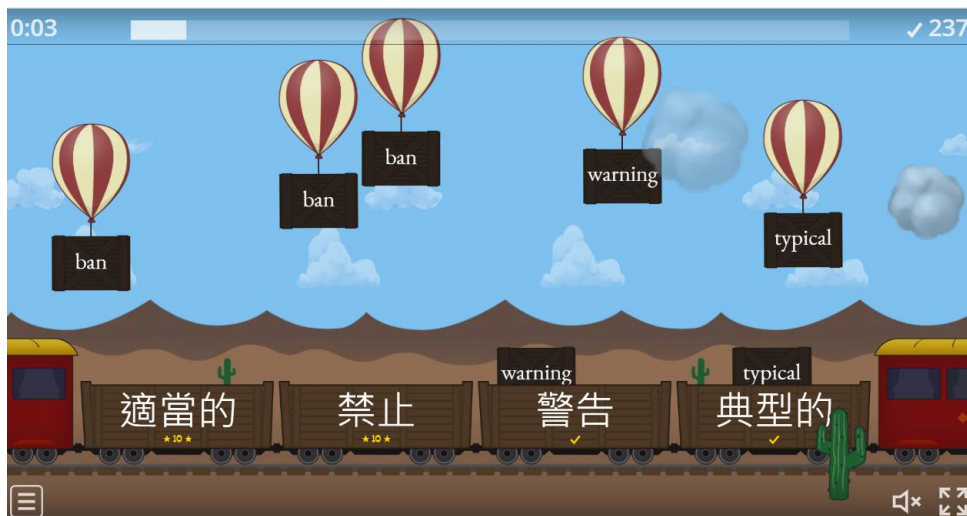 0:03
✓ 237
ban
ban
ban
warning
typical
warning
typical
適當的
★ 10 ★
禁止
★ 10 ★
警告
✓
典型的
✓